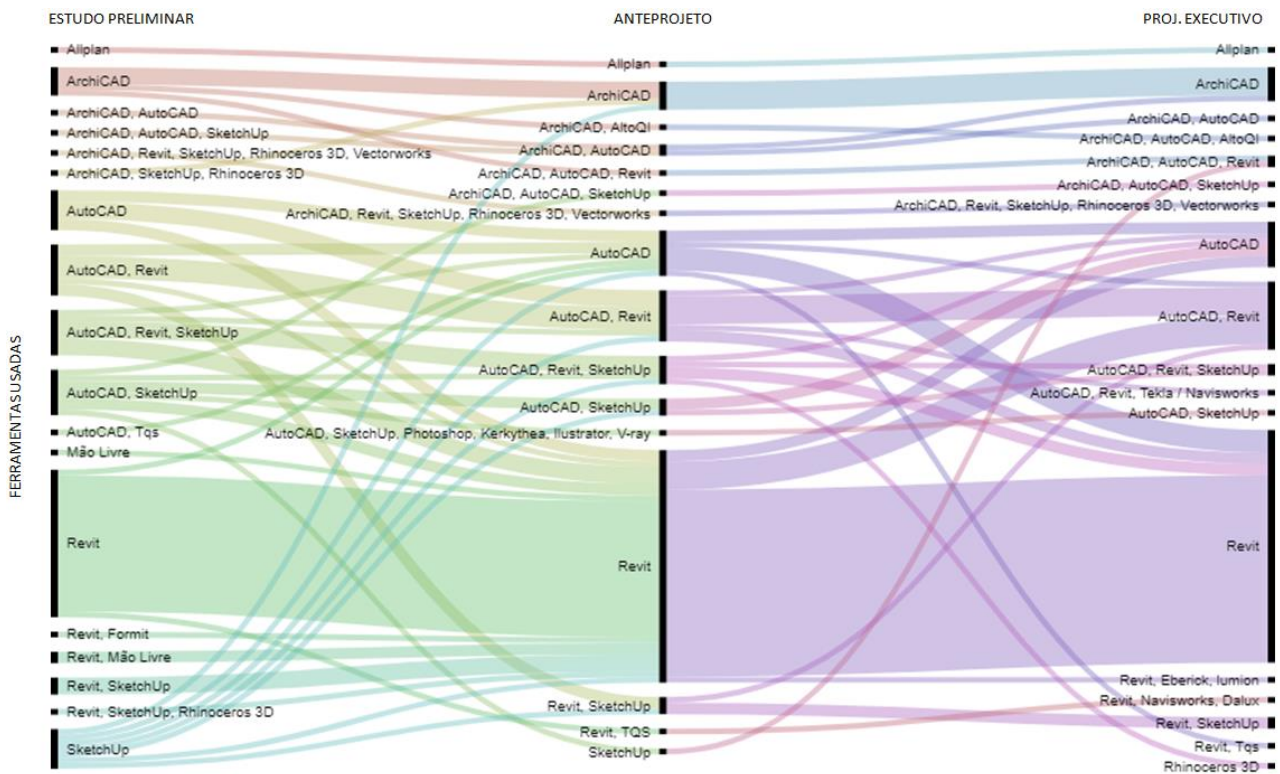 ESTUDO PRELIMINAR
ANTEPROJETO
PROJ. EXECUTIVO
FERRAMENTAS USADAS
Allplan
ArchiCAD
ArchiCAD, AutoCAD
ArchiCAD, AutoCAD, SketchUp
ArchiCAD, Revit, SketchUp, Rhinoceros 3D, Vectorworks
ArchiCAD, SketchUp, Rhinoceros 3D
AutoCAD
AutoCAD, Revit
AutoCAD, Revit, SketchUp
AutoCAD, SketchUp
AutoCAD, Tqs
Mão Livre
Revit
Revit, Formit
Revit, Mão Livre
Revit, SketchUp
Revit, SketchUp, Rhinoceros 3D
SketchUp
Allplan
ArchiCAD
ArchiCAD, AltoQI
ArchiCAD, AutoCAD
ArchiCAD, AutoCAD, Revit
ArchiCAD, AutoCAD, SketchUp
ArchiCAD, Revit, SketchUp, Rhinoceros 3D, Vectorworks
AutoCAD
AutoCAD, Revit
AutoCAD, Revit, SketchUp
AutoCAD, SketchUp
AutoCAD, SketchUp, Photoshop, Kerkythea, Ilustrator, V-ray
Revit
Revit, SketchUp
Revit, TQS
SketchUp
Allplan
ArchiCAD
ArchiCAD, AutoCAD
ArchiCAD, AutoCAD, AltoQI
ArchiCAD, AutoCAD, Revit
ArchiCAD, AutoCAD, SketchUp
ArchiCAD, Revit, SketchUp, Rhinoceros 3D, Vectorworks
AutoCAD
AutoCAD, Revit
AutoCAD, Revit, SketchUp
AutoCAD, Revit, Tekla / Navisworks
AutoCAD, SketchUp
Revit
Revit, Eberick, lumion
Revit, Navisworks, Dalux
Revit, SketchUp
Revit, Tqs
Rhinoceros 3D